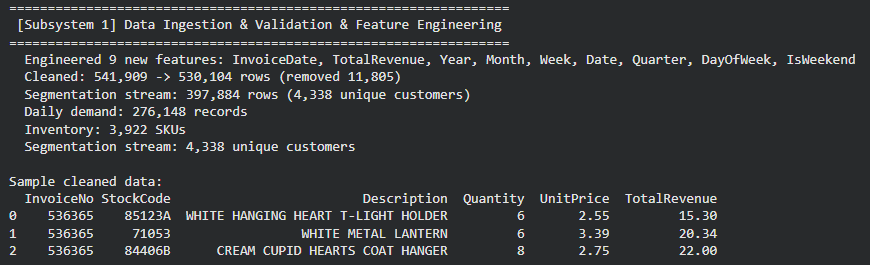 =================================================================
[Subsystem 1] Data Ingestion & Validation & Feature Engineering
=================================================================
Engineered 9 new features: InvoiceDate, TotalRevenue, Year, Month, Week, Date, Quarter, DayOfWeek, IsWeekend
Cleaned: 541,909 -> 530,104 rows (removed 11,805)
Segmentation stream: 397,884 rows (4,338 unique customers)
Daily demand: 276,148 records
Inventory: 3,922 SKUs
Segmentation stream: 4,338 unique customers
Sample cleaned data:
InvoiceNo StockCode Description Quantity UnitPrice TotalRevenue
0 536365 85123A WHITE HANGING HEART T-LIGHT HOLDER 6 2.55 15.30
1 536365 71053 WHITE METAL LANTERN 6 3.39 20.34
2 536365 84406B CREAM CUPID HEARTS COAT HANGER 8 2.75 22.00